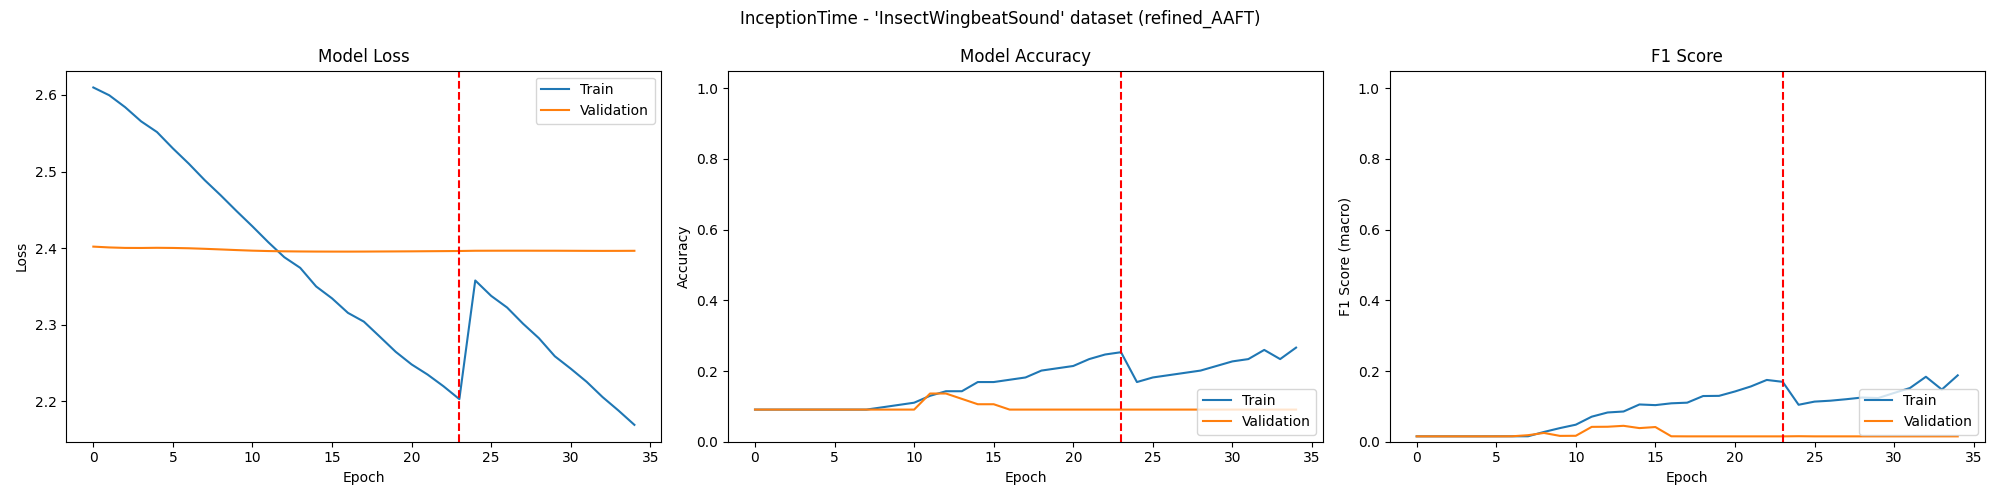 InceptionTime - 'InsectWingbeatSound' dataset (refined_AAFT)
Model Loss
Loss
2.6
2.5
2.4
2.3
2.2
Train
Validation
0 5 10 15 20 25 30 35
Epoch
Model Accuracy
Accuracy
1.0
0.8
0.6
0.4
0.2
0.0
Train
Validation
0 5 10 15 20 25 30 35
Epoch
F1 Score
F1 Score (macro)
1.0
0.8
0.6
0.4
0.2
0.0
Train
Validation
0 5 10 15 20 25 30 35
Epoch